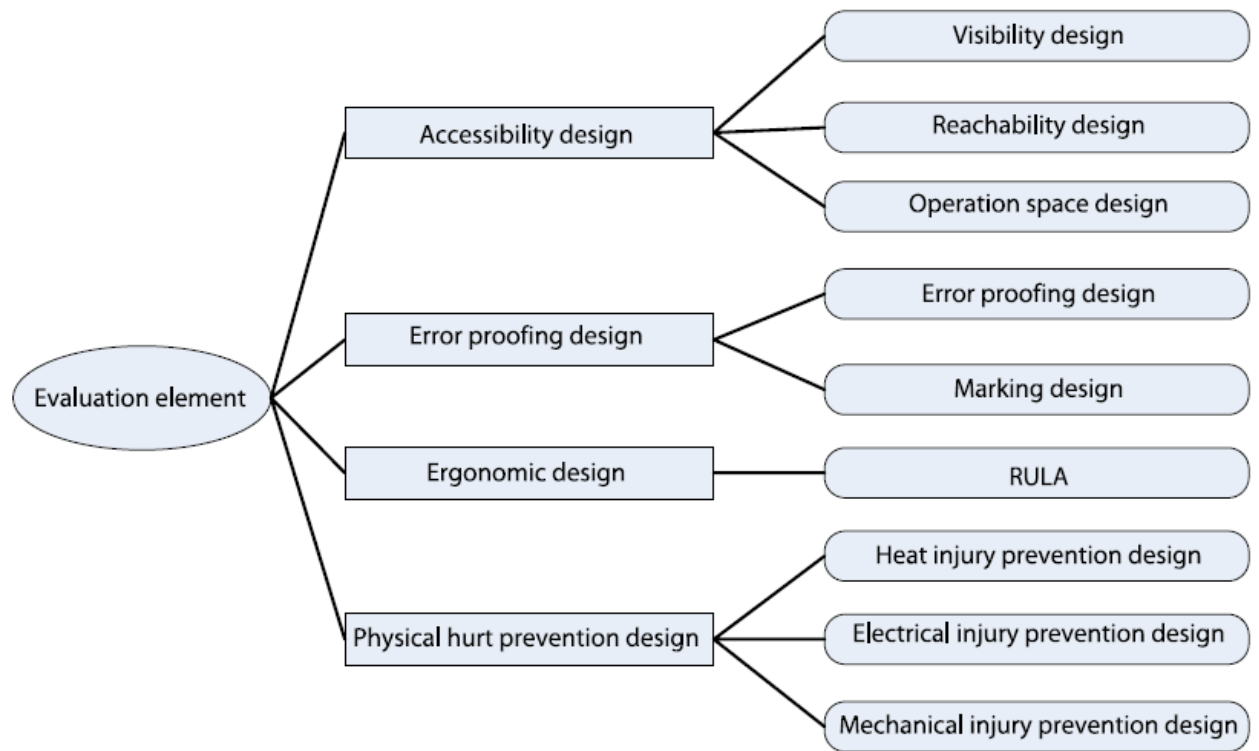 Evaluation element
Accessibility design
Visibility design
Reachability design
Operation space design
Error proofing design
Error proofing design
Marking design
Ergonomic design
RULA
Physical hurt prevention design
Heat injury prevention design
Electrical injury prevention design
Mechanical injury prevention design